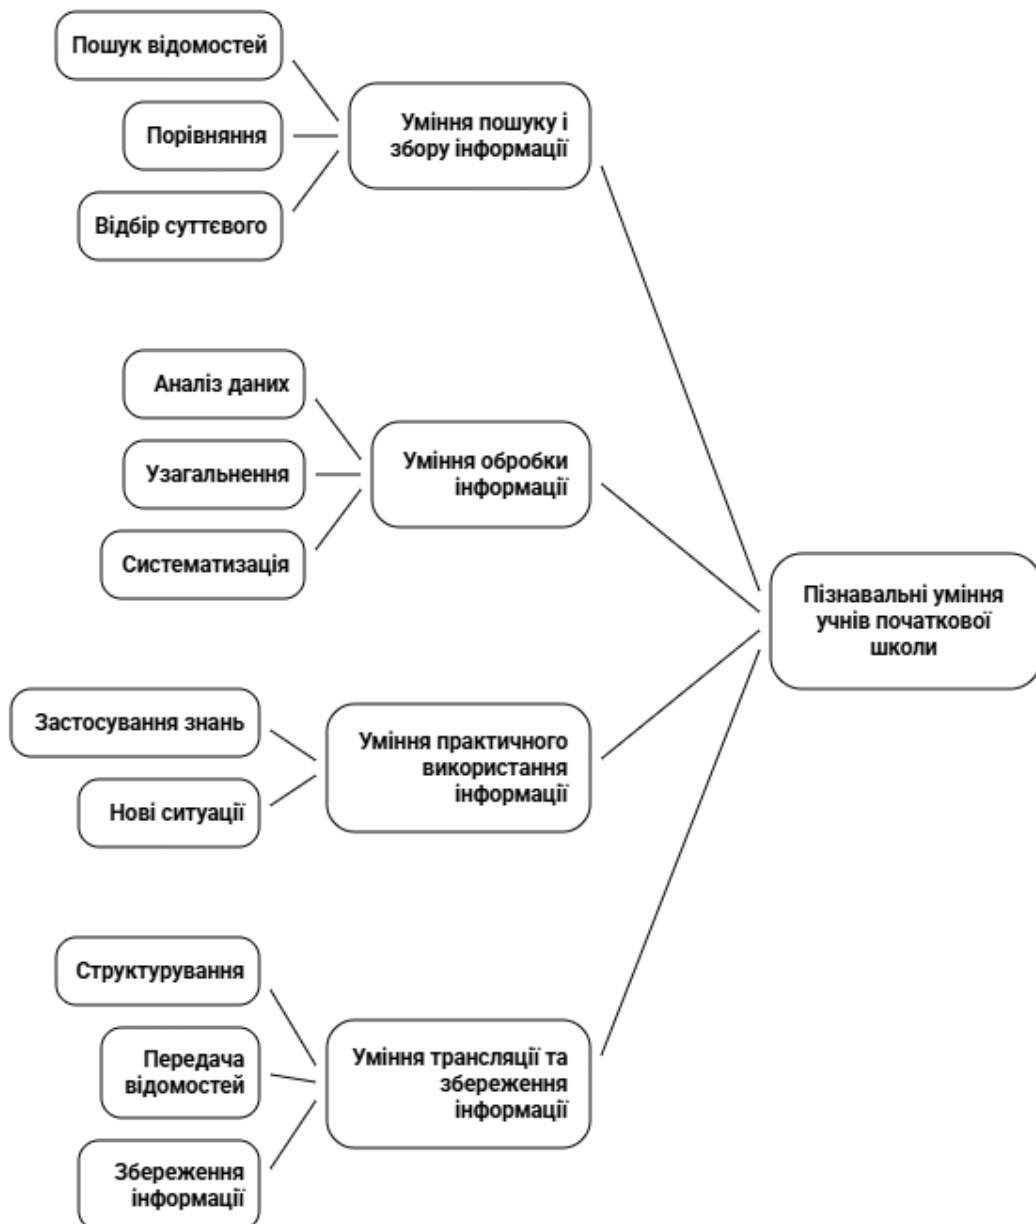 Пошук відомостей
Порівняння
Відбір суттєвого
Уміння пошуку і
збору інформації
Аналіз даних
Узагальнення
Систематизація
Уміння обробки
інформації
Застосування знань
Нові ситуації
Уміння практичного
використання
інформації
Структурування
Передача
відомостей
Збереження
інформації
Уміння трансляції та
збереження
інформації
Пізнавальні уміння
учнів початкової
школи